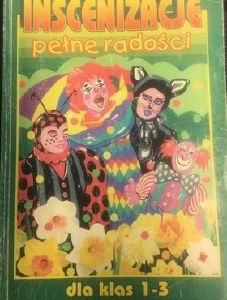 INSCENIZACJE
pełne radości
dla klas 1-3